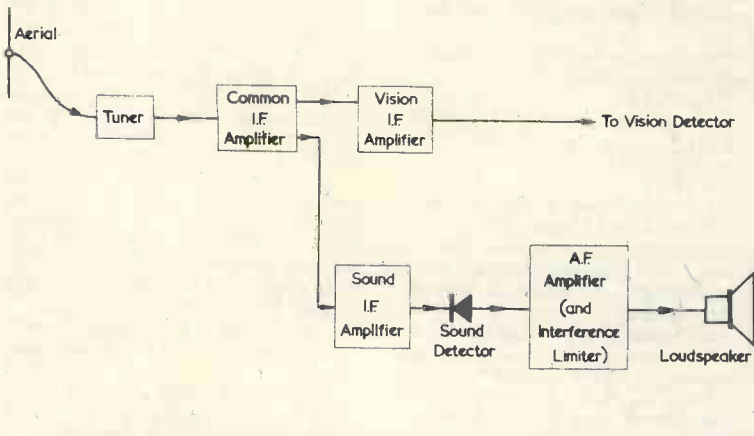 Aerial
Tuner
Common
I.F.
Amplifier
Vision
I.F.
Amplifier
To Vision Detector
Sound
I.F.
Amplifier
Sound
Detector
A.F.
Amplifier
(and
Interference
Limiter)
Loudspeaker